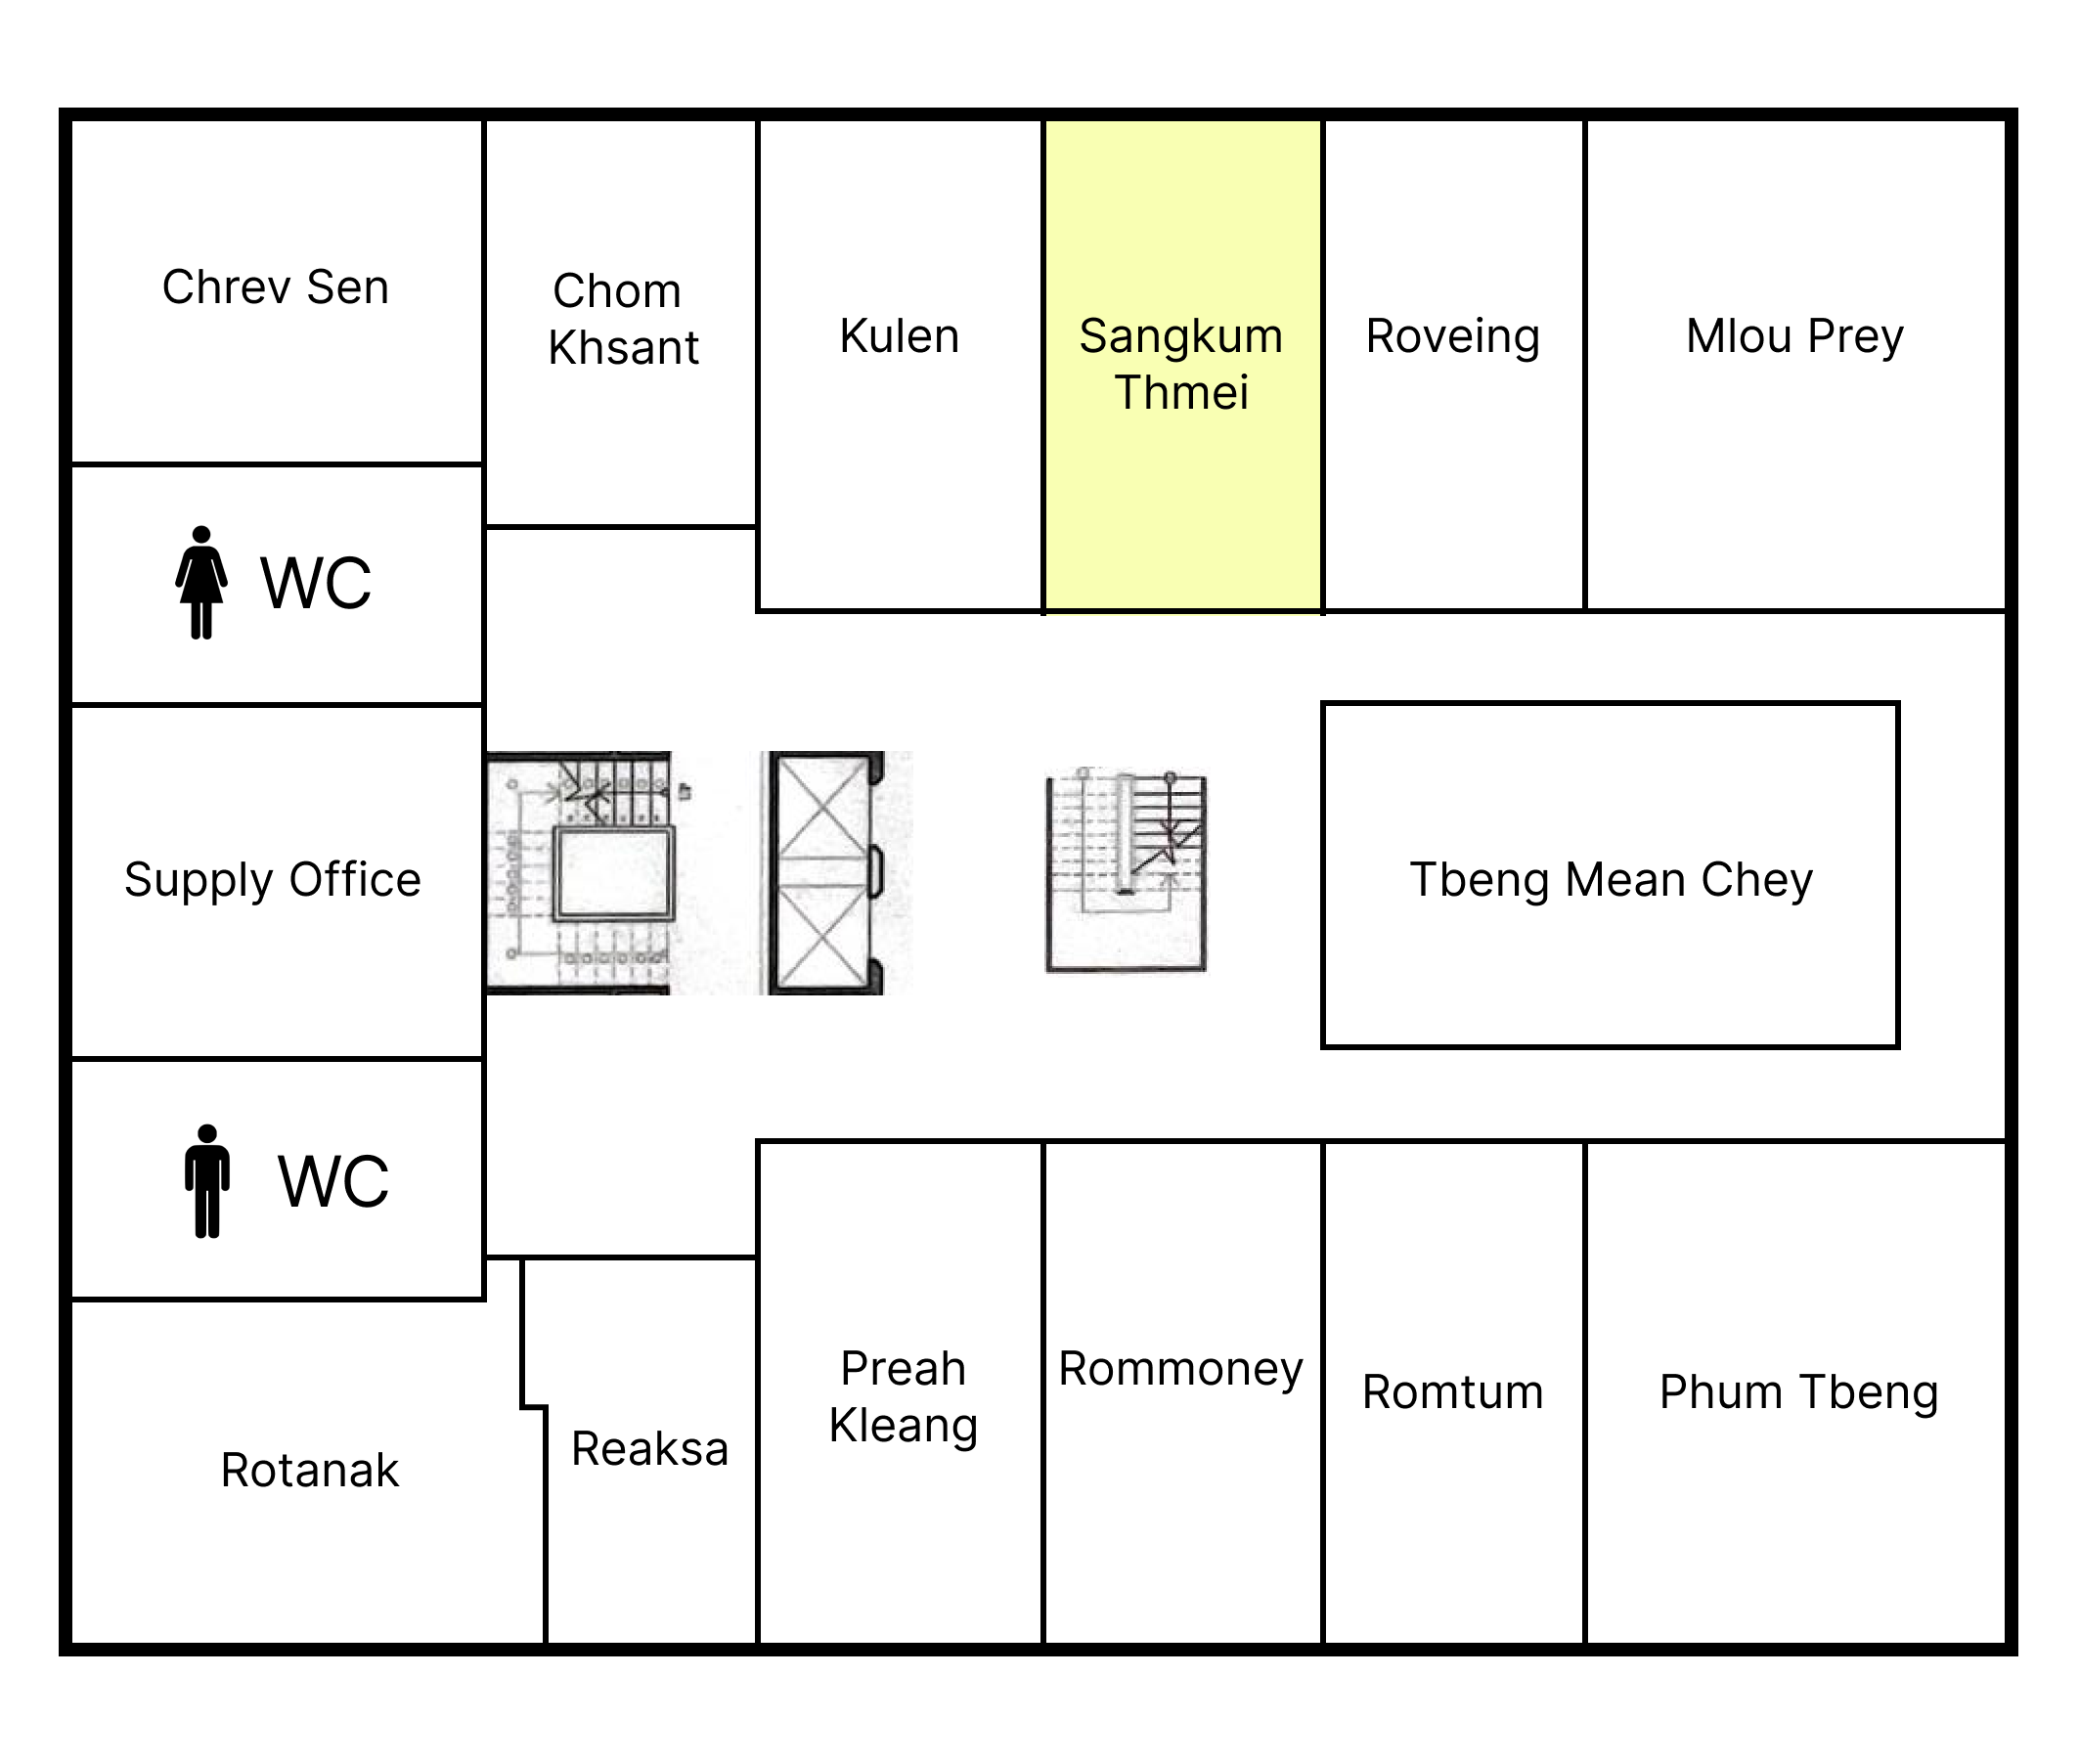 Chrev Sen
Chom
Khsant
Kulen
Sangkum
Thmei
Roveing
Mlou Prey
WC
Supply Office
Tbeng Mean Chey
WC
Rotanak
Reaksa
Preah
Kleang
Rommoney
Romtum
Phum Tbeng